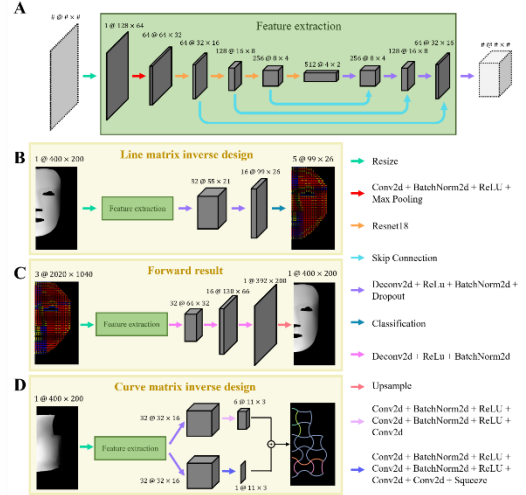 A
# @ # × #
Feature extraction
1 @ 128 × 64
64 @ 64 × 32
64 @ 32 × 16
128 @ 16 × 8
256 @ 8 × 4
512 @ 4 × 2
256 @ 8 × 4
128 @ 16 × 8
64 @ 32 × 16
# @ # × #
B
Line matrix inverse design
1 @ 400 × 200
Feature extraction
32 @ 55 × 21
16 @ 99 × 26
5 @ 99 × 26
C
Forward result
3 @ 2020 × 1040
Feature extraction
32 @ 64 × 32
16 @ 130 × 66
1 @ 392 × 200
1 @ 400 × 200
D
Curve matrix inverse design
1 @ 400 × 200
Feature extraction
32 @ 32 × 16
6 @ 11 × 3
32 @ 32 × 16
1 @ 11 × 3
Resize
Conv2d + BatchNorm2d + ReLU +
Max Pooling
Resnet18
Skip Connection
Deconv2d + ReLu + BatchNorm2d +
Dropout
Classification
Deconv2d + ReLu + BatchNorm2d
Upsample
Conv2d + BatchNorm2d + ReLU +
Conv2d + BatchNorm2d + ReLU +
Conv2d
Conv2d + BatchNorm2d + ReLU +
Conv2d + BatchNorm2d + ReLU +
Conv2d + Conv2d + Squeeze